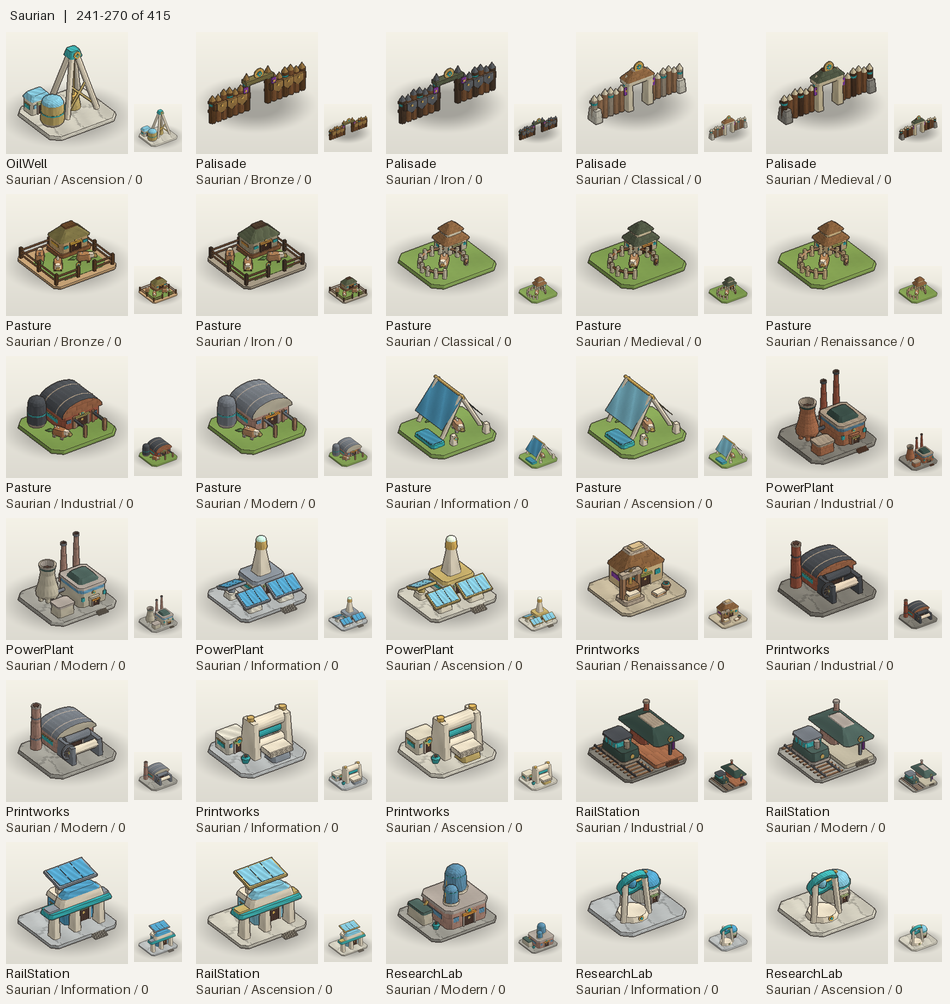 Saurian | 241-270 of 415
OilWell
Saurian / Ascension / 0
Palisade
Saurian / Bronze / 0
Palisade
Saurian / Iron / 0
Palisade
Saurian / Classical / 0
Palisade
Saurian / Medieval / 0
Pasture
Saurian / Bronze / 0
Pasture
Saurian / Iron / 0
Pasture
Saurian / Classical / 0
Pasture
Saurian / Medieval / 0
Pasture
Saurian / Renaissance / 0
Pasture
Saurian / Industrial / 0
Pasture
Saurian / Modern / 0
Pasture
Saurian / Information / 0
Pasture
Saurian / Ascension / 0
PowerPlant
Saurian / Industrial / 0
PowerPlant
Saurian / Modern / 0
PowerPlant
Saurian / Information / 0
PowerPlant
Saurian / Ascension / 0
Printworks
Saurian / Renaissance / 0
Printworks
Saurian / Industrial / 0
Printworks
Saurian / Modern / 0
Printworks
Saurian / Information / 0
Printworks
Saurian / Ascension / 0
RailStation
Saurian / Industrial / 0
RailStation
Saurian / Modern / 0
RailStation
Saurian / Information / 0
RailStation
Saurian / Ascension / 0
ResearchLab
Saurian / Modern / 0
ResearchLab
Saurian / Information / 0
ResearchLab
Saurian / Ascension / 0